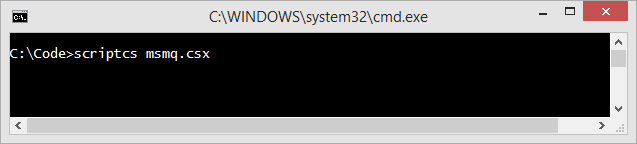 C:\WINDOWS\system32\cmd.exe
C:\Code>scriptcs msmq.csx